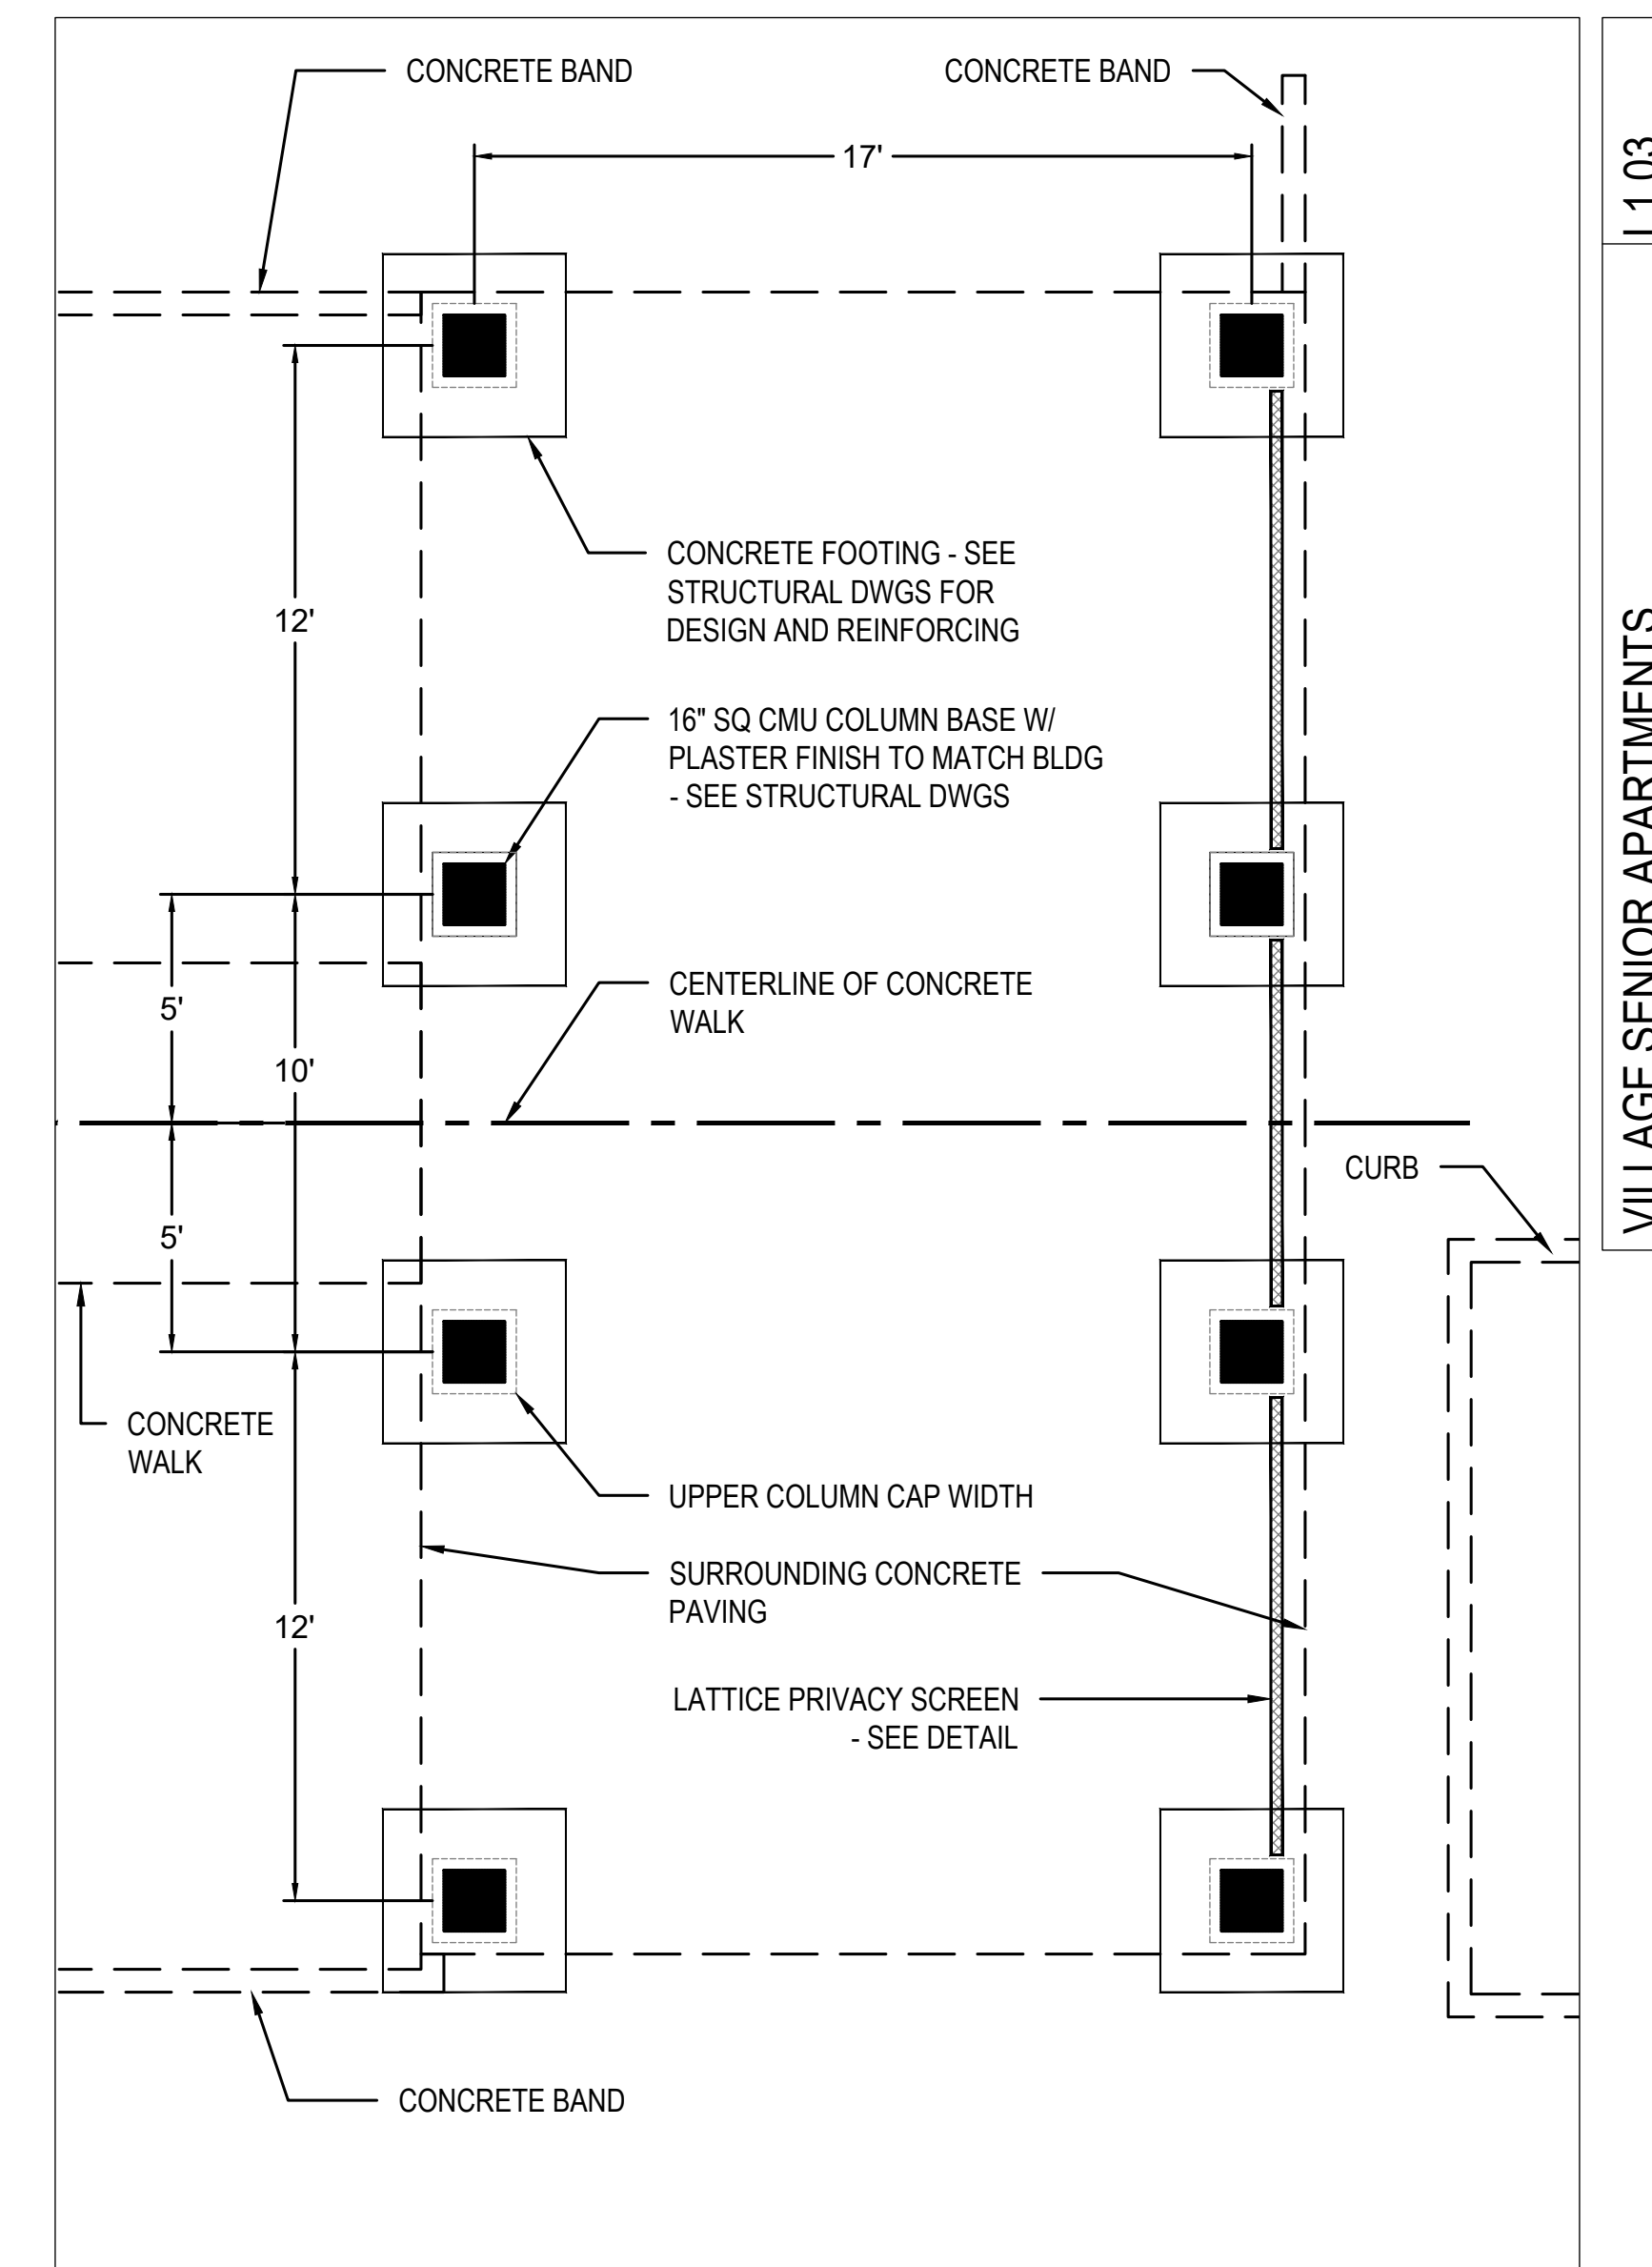 CONCRETE BAND
CONCRETE BAND
17'
CONCRETE FOOTING - SEE
STRUCTURAL DWGS FOR
DESIGN AND REINFORCING
12'
16" SQ CMU COLUMN BASE W/
PLASTER FINISH TO MATCH BLDG
- SEE STRUCTURAL DWGS
CENTERLINE OF CONCRETE
WALK
5'
10'
CURB
5'
CONCRETE
WALK
UPPER COLUMN CAP WIDTH
SURROUNDING CONCRETE
PAVING
12'
LATTICE PRIVACY SCREEN
- SEE DETAIL
CONCRETE BAND
VILLAGE SENIOR APARTMENTS